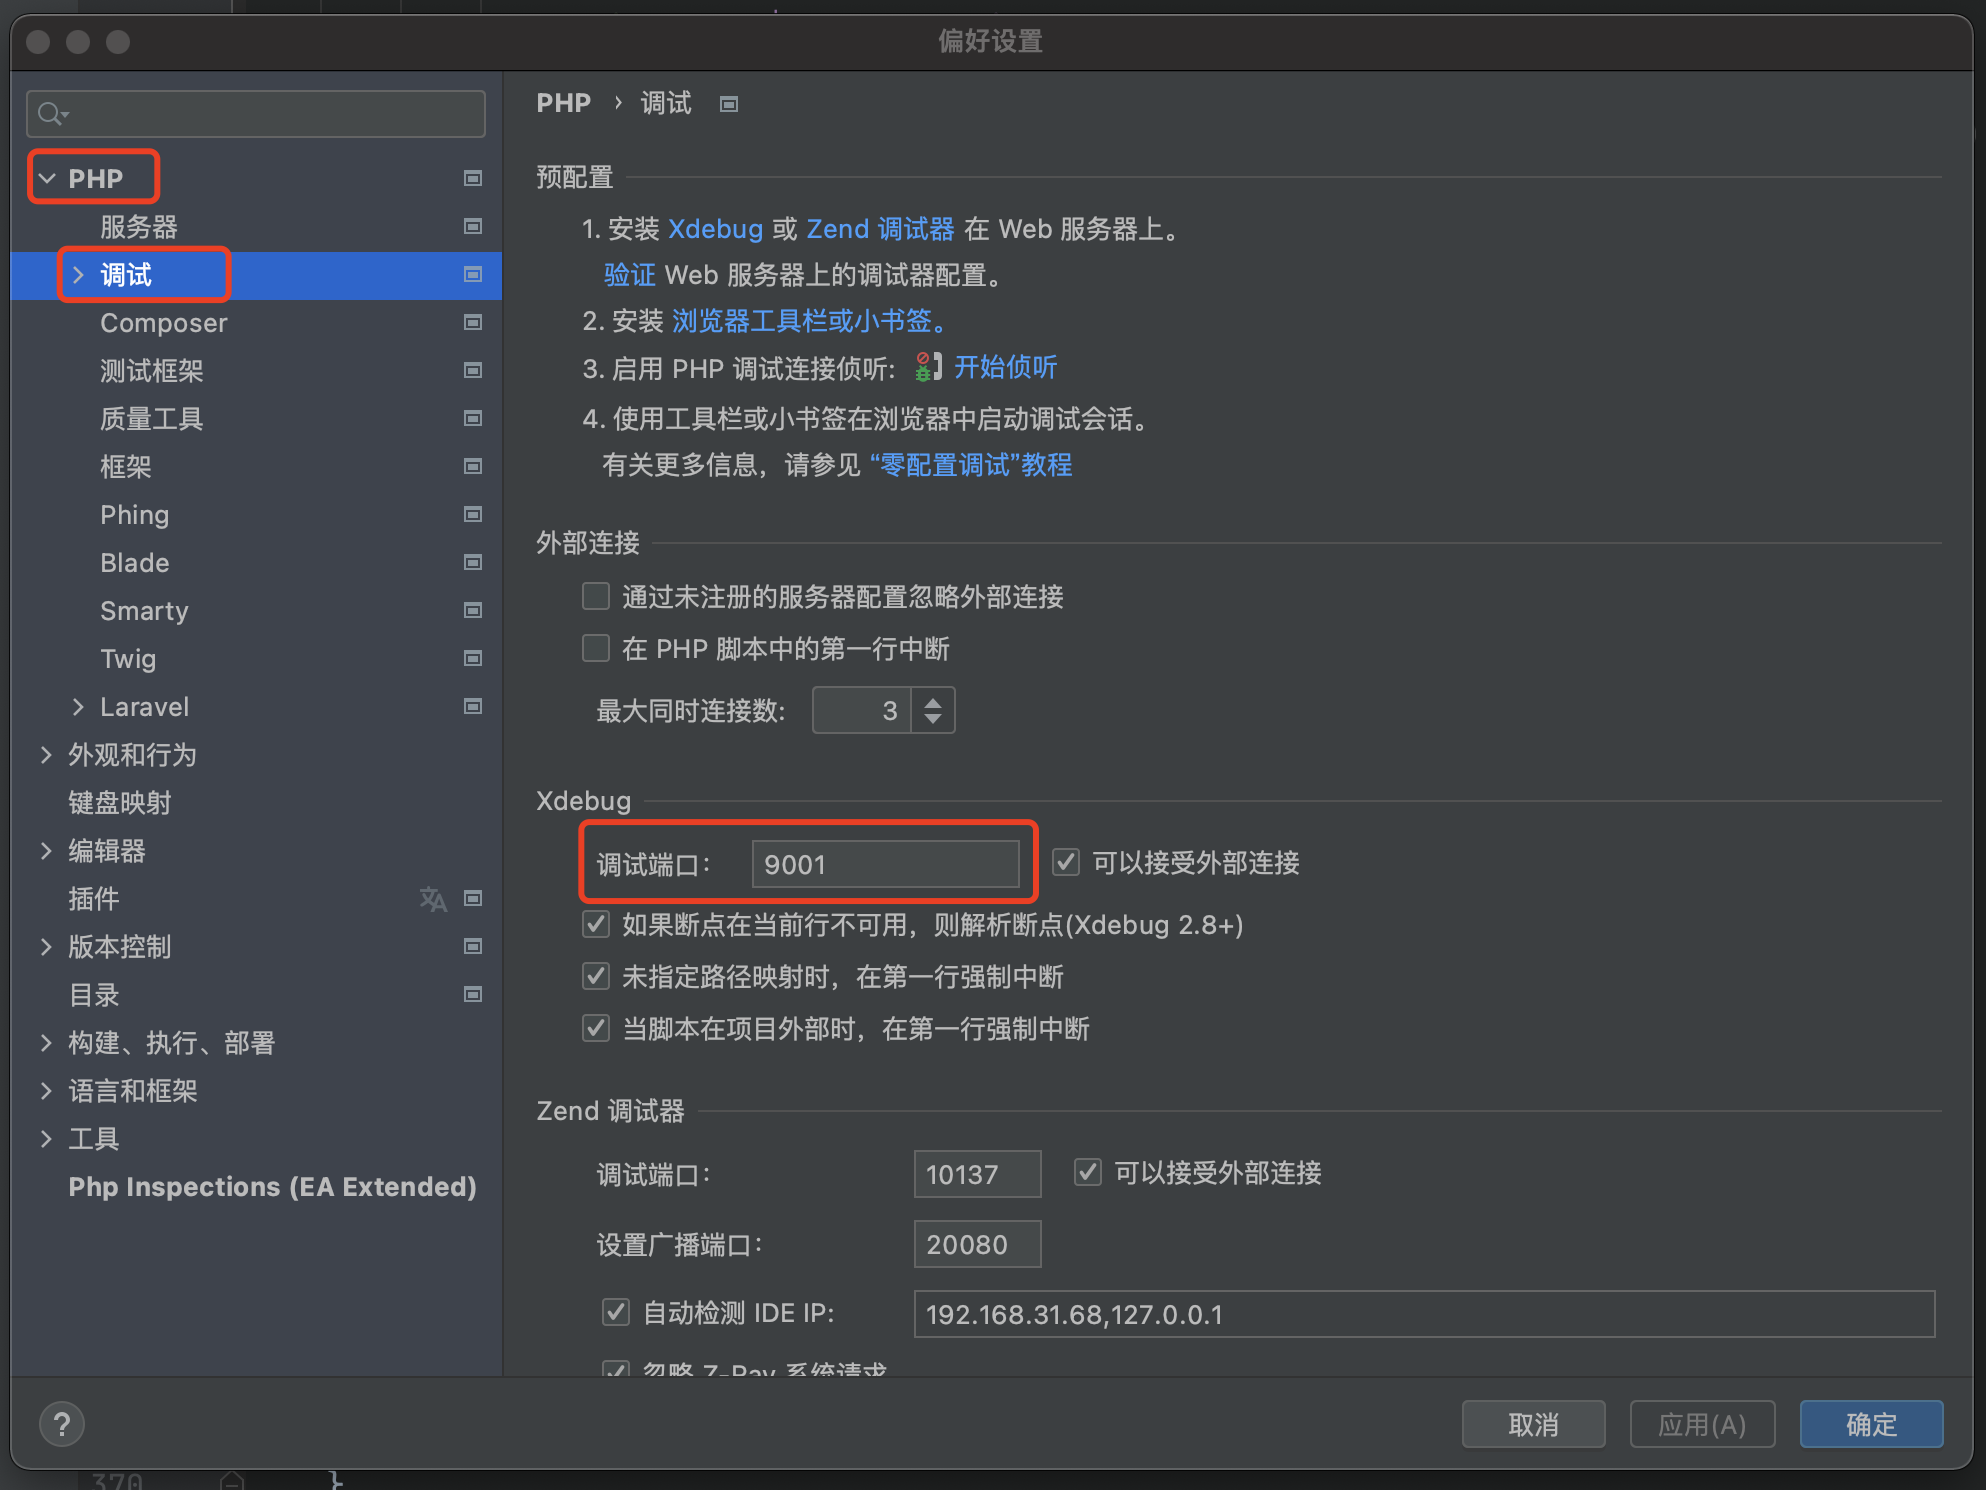 偏好设置
PHP
服务器
调试
Composer
测试框架
质量工具
框架
Phing
Blade
Smarty
Twig
Laravel
外观和行为
键盘映射
编辑器
插件
版本控制
目录
构建、执行、部署
语言和框架
工具
Php Inspections (EA Extended)
PHP › 调试
预配置
1. 安装 Xdebug 或 Zend 调试器 在 Web 服务器上。
验证 Web 服务器上的调试器配置。
2. 安装 浏览器工具栏或小书签。
3. 启用 PHP 调试连接侦听: 开始侦听
4. 使用工具栏或小书签在浏览器中启动调试会话。
有关更多信息，请参见 “零配置调试”教程
外部连接
通过未注册的服务器配置忽略外部连接
在 PHP 脚本中的第一行中断
最大同时连接数: 3
Xdebug
调试端口: 9001 可以接受外部连接
如果断点在当前行不可用，则解析断点(Xdebug 2.8+)
未指定路径映射时，在第一行强制中断
当脚本在项目外部时，在第一行强制中断
Zend 调试器
调试端口: 10137 可以接受外部连接
设置广播端口: 20080
自动检测 IDE IP: 192.168.31.68,127.0.0.1
忽略 Z-Ray 系统请求
? 取消 应用(A) 确定
370 }